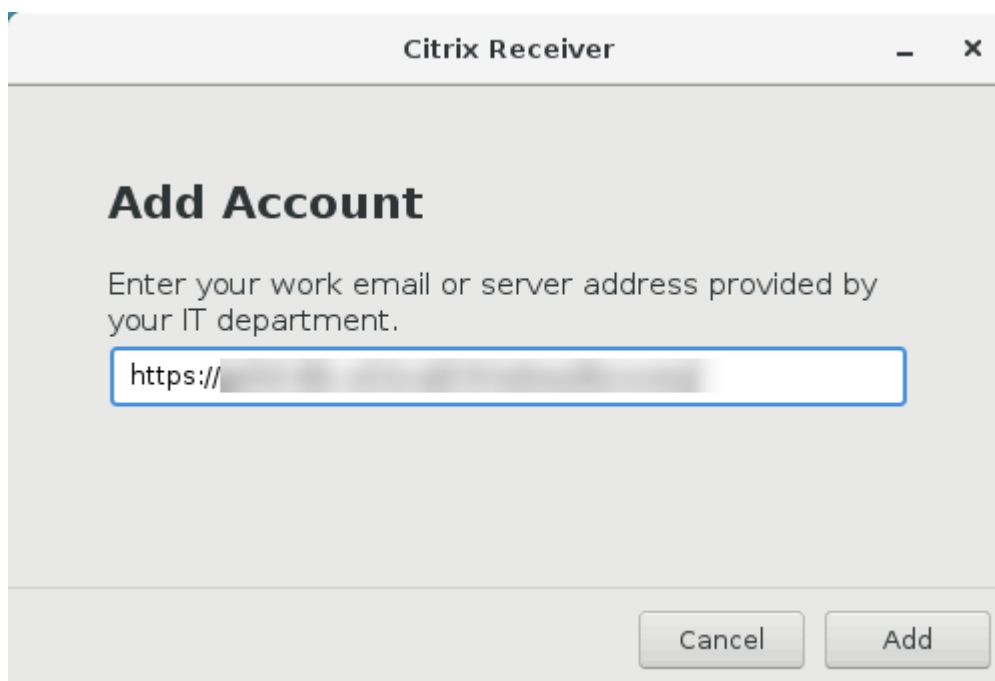 Citrix Receiver
Add Account
Enter your work email or server address provided by
your IT department.
https://
Cancel
Add